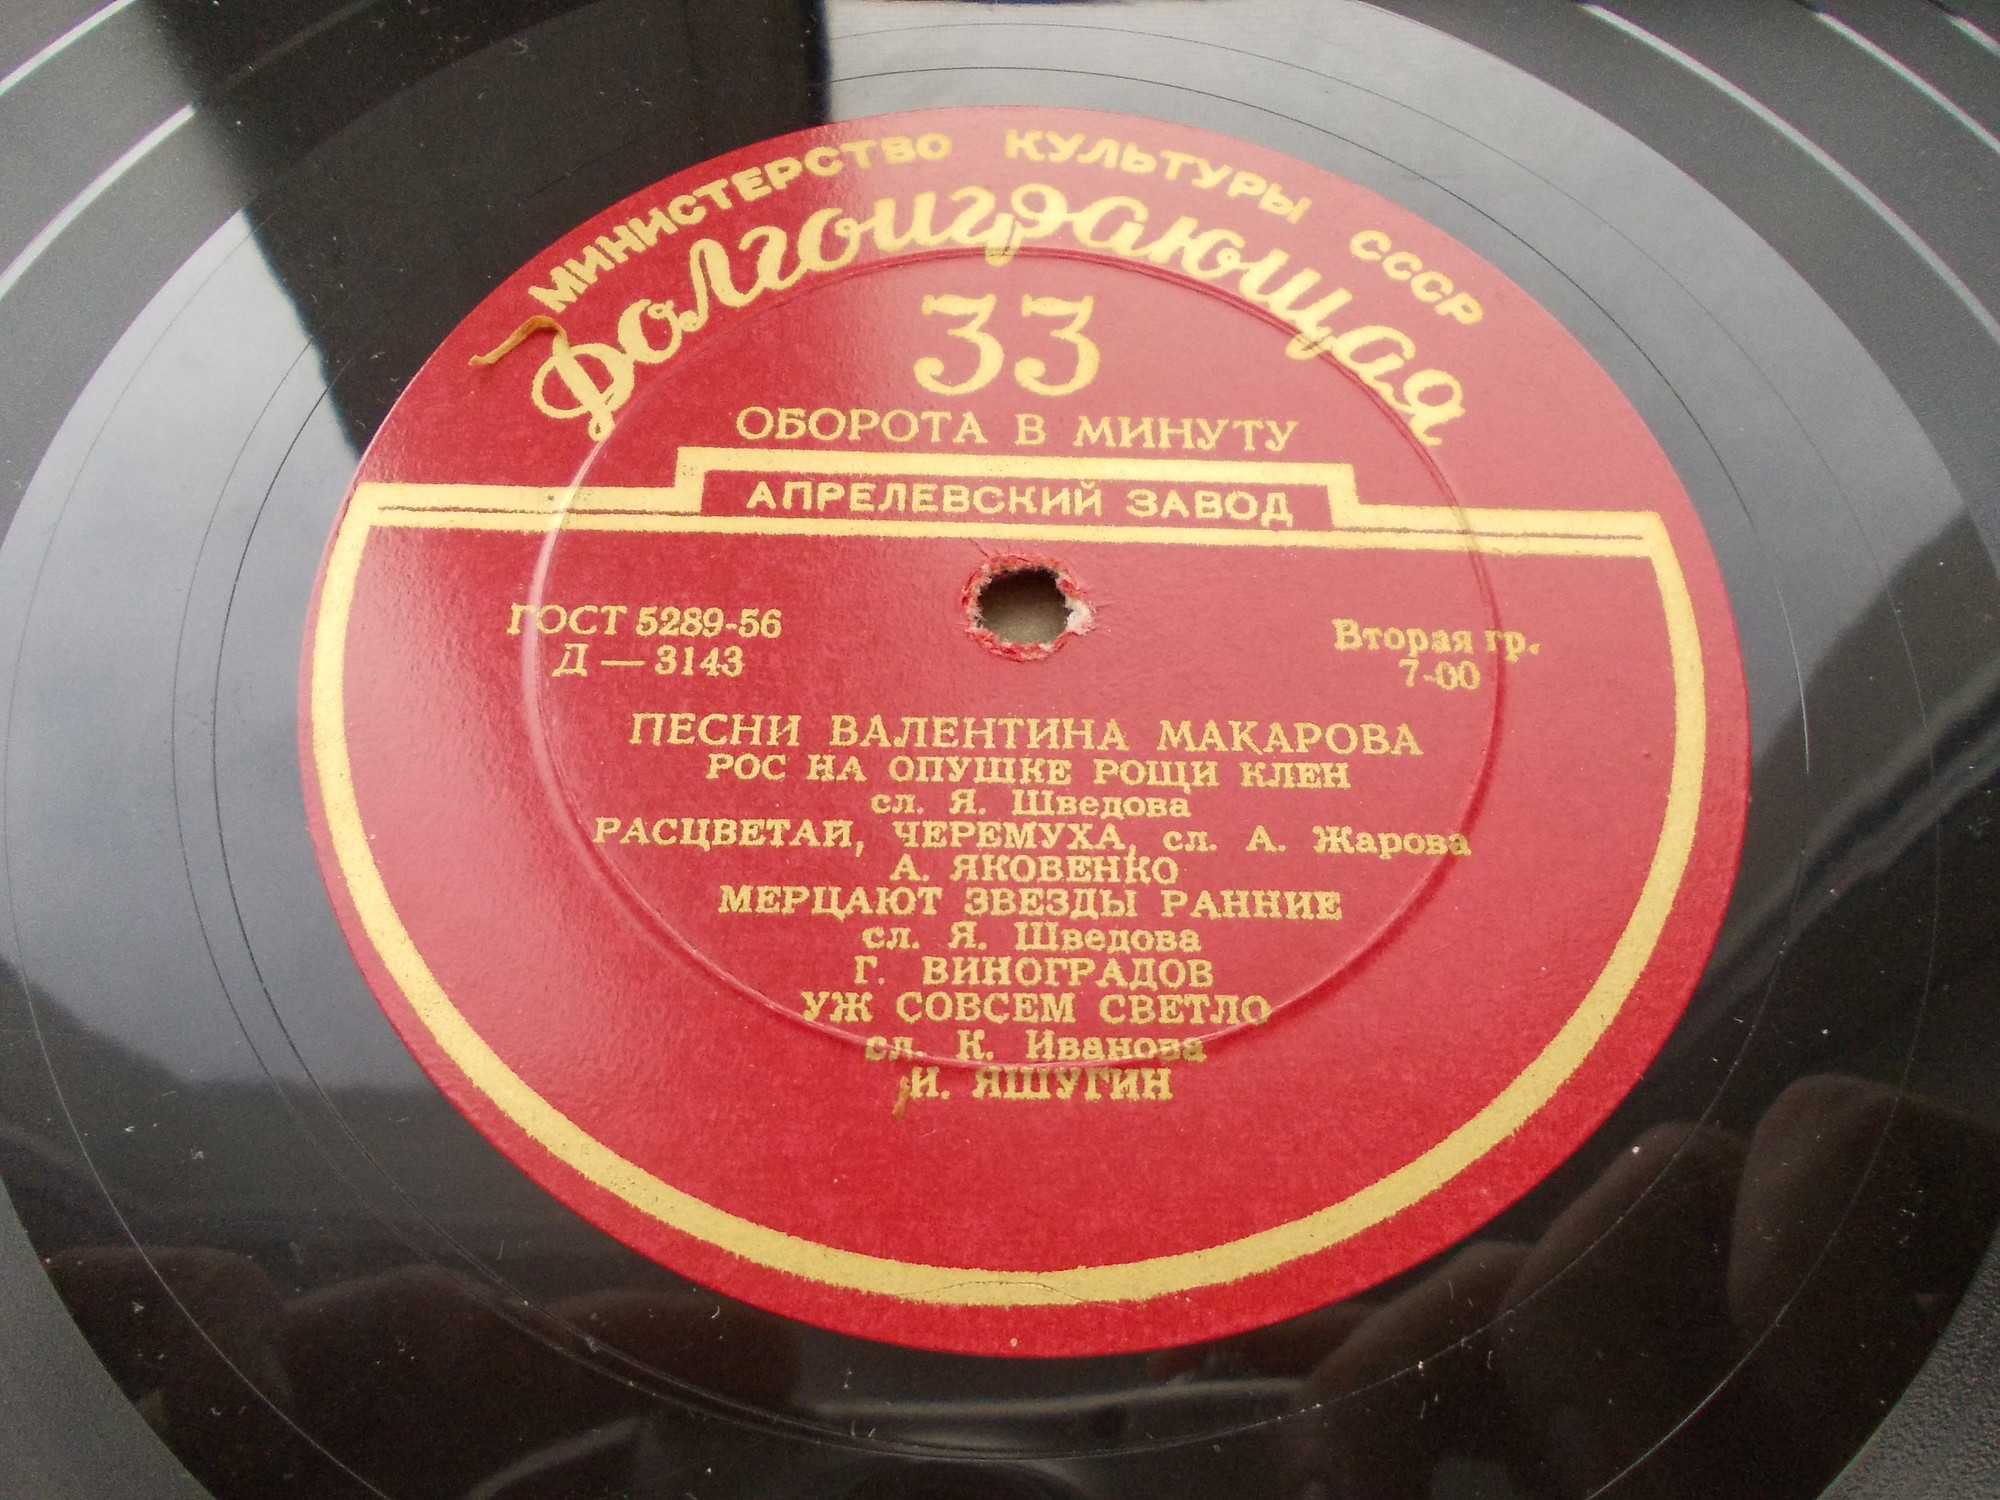 МИНИСТЕРСТВО КУЛЬТУРЫ СССР
Долгоиграющая
33
ОБОРОТА В МИНУТУ
АПРЕЛЕВСКИЙ ЗАВОД
ГОСТ 5289-56
Д — 3143
Вторая гр.
7-00
ПЕСНИ ВАЛЕНТИНА МАКАРОВА
РОС НА ОПУШКЕ РОЩИ КЛЕН
сл. Я. Шведова
РАСЦВЕТАЙ, ЧЕРЕМУХА, сл. А. Жарова
А. ЯКОВЕНКО
МЕРЦАЮТ ЗВЕЗДЫ РАННИЕ
сл. Я. Шведова
Г. ВИНОГРАДОВ
УЖ СОВСЕМ СВЕТЛО
сл. К. Иванова
И. ЯШУГИН